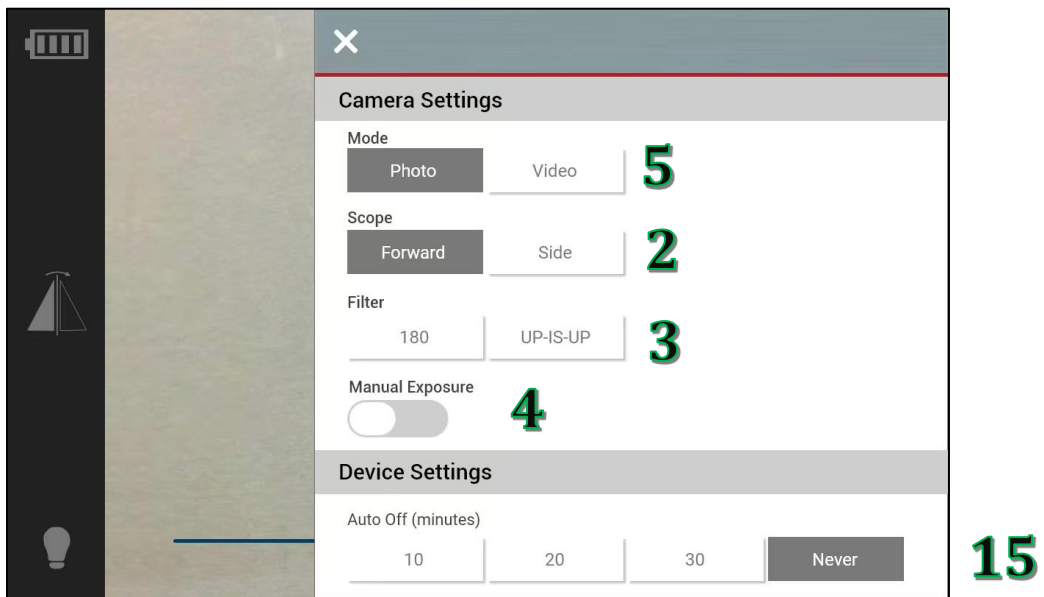 Camera Settings
Mode
Photo Video 5
Scope
Forward Side 2
Filter
180 UP-IS-UP 3
Manual Exposure
4
Device Settings
Auto Off (minutes)
10 20 30 Never 15